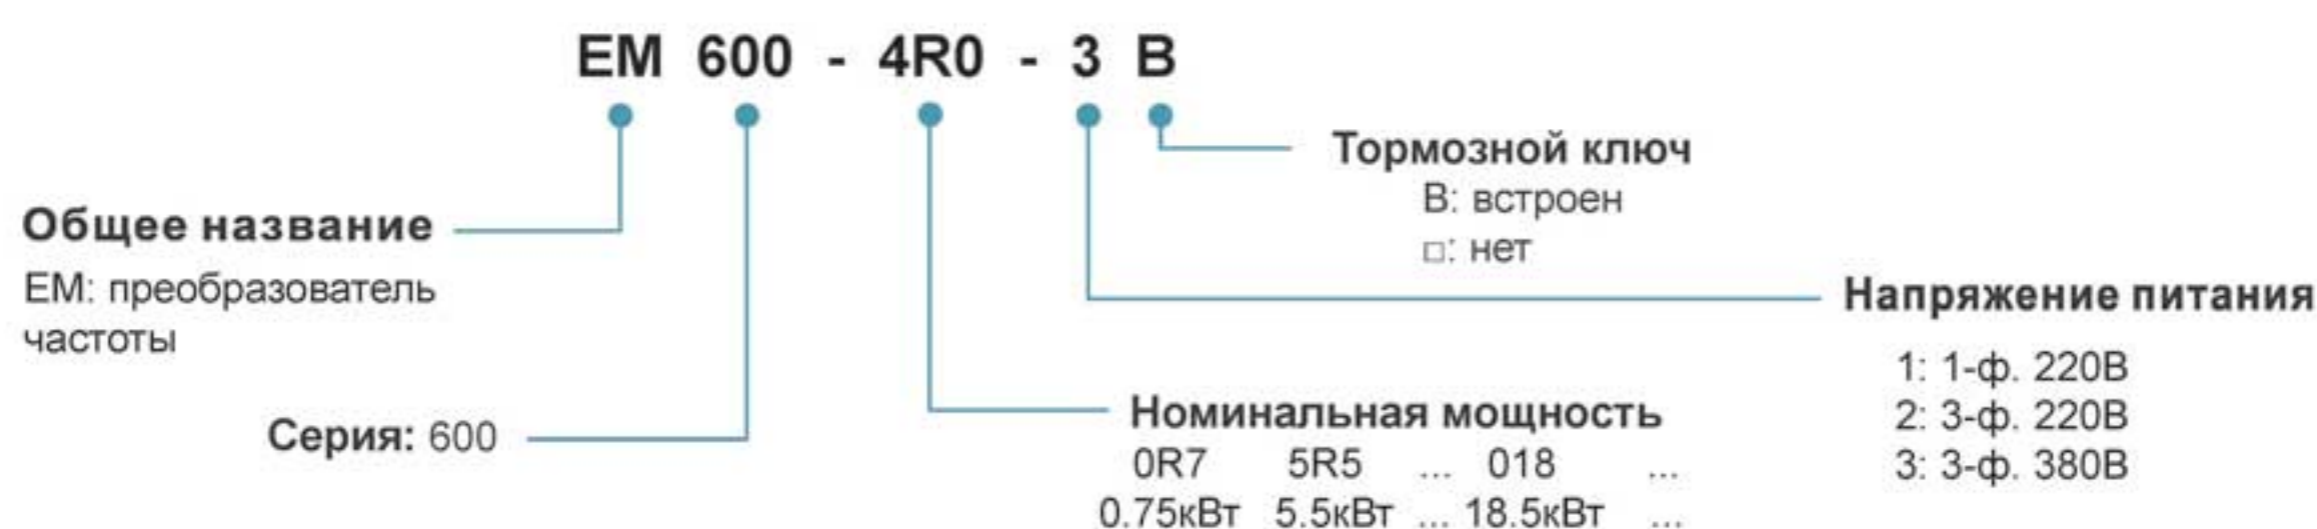 EM 600 - 4R0 - 3 B
Тормозной ключ
B: встроен
□: нет
Общее название
EM: преобразователь
частоты
Напряжение питания
1: 1-ф. 220В
2: 3-ф. 220В
3: 3-ф. 380В
Серия: 600
Номинальная мощность
0R7 5R5 ... 018 ...
0.75кВт 5.5кВт ... 18.5кВт ...